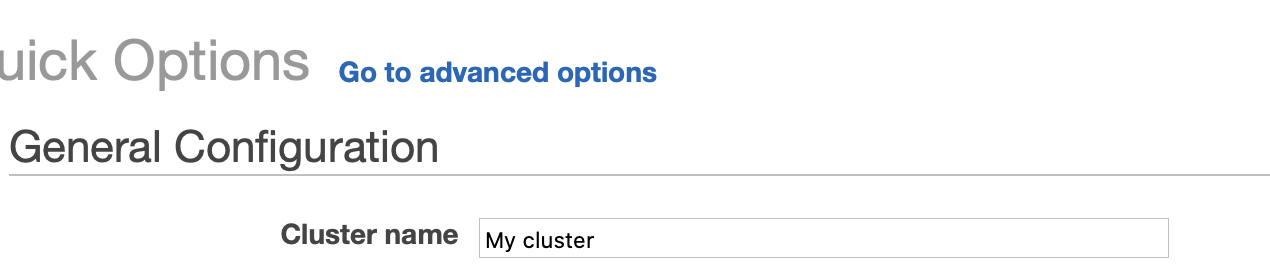 uick Options Go to advanced options
General Configuration
Cluster name My cluster